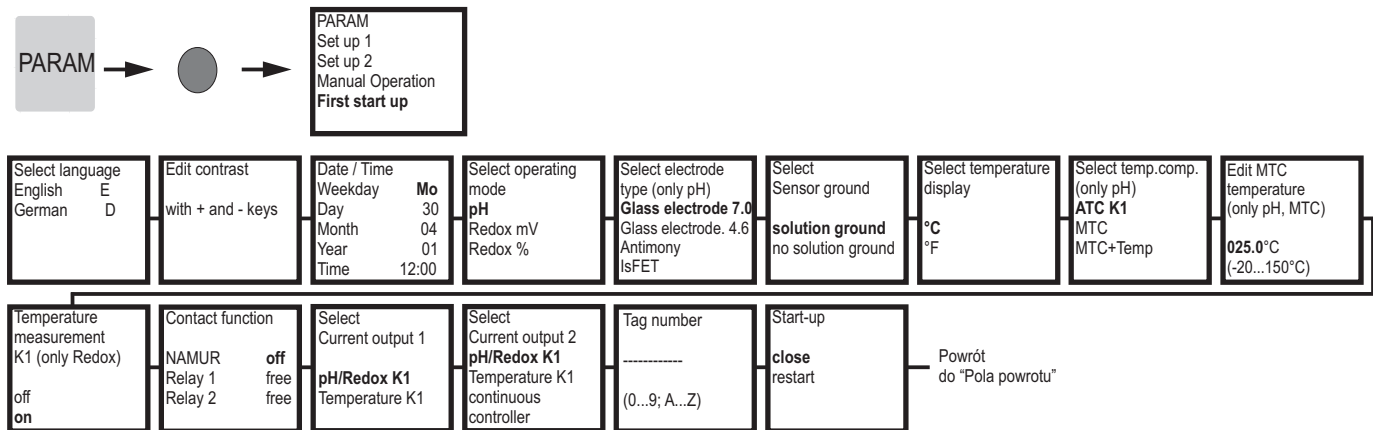 PARAM
PARAM
Set up 1
Set up 2
Manual Operation
First start up
Select language
English E
German D
Edit contrast
with + and - keys
Date / Time
Weekday Mo
Day 30
Month 04
Year 01
Time 12:00
Select operating
mode
pH
Redox mV
Redox %
Select electrode
type (only pH)
Glass electrode 7.0
Glass electrode. 4.6
Antimony
IsFET
Select
Sensor ground
solution ground
no solution ground
Select temperature
display
°C
°F
Select temp.comp.
(only pH)
ATC K1
MTC
MTC+Temp
Edit MTC
temperature
(only pH, MTC)
025.0°C
(-20...150°C)
Temperature
measurement
K1 (only Redox)
off
on
Contact function
NAMUR off
Relay 1 free
Relay 2 free
Select
Current output 1
pH/Redox K1
Temperature K1
Select
Current output 2
pH/Redox K1
Temperature K1
continuous
controller
Tag number
------------
(0...9; A...Z)
Start-up
close
restart
Powrót
do “Pola powrotu”